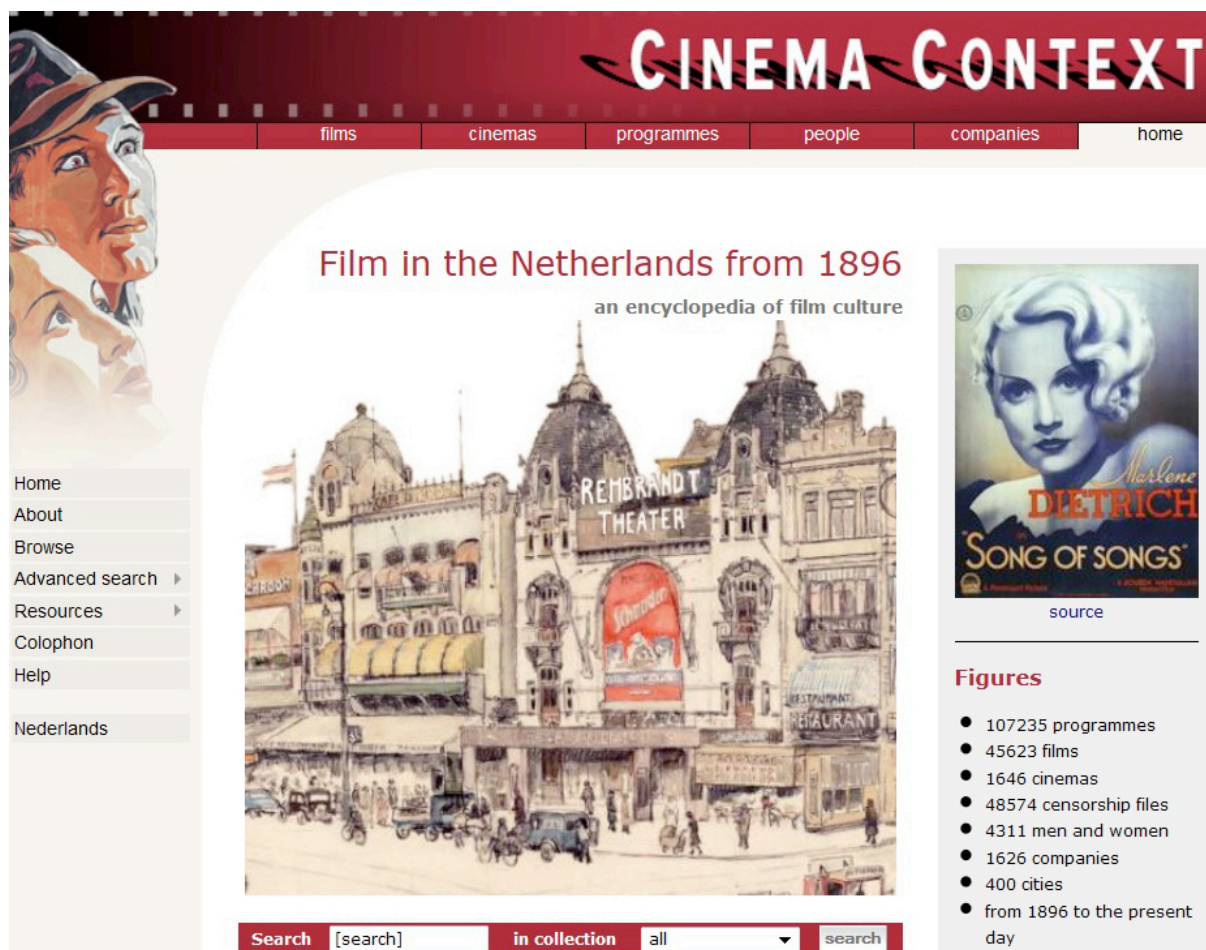 CINEMA CONTEXT
films cinemas programmes people companies home
Film in the Netherlands from 1896
an encyclopedia of film culture
REMBRANDT
THEATER
RESTAURANT
RESTAURANT
Marlene
DIETRICH
"SONG OF SONGS"
A Paramount Picture
source
Home
About
Browse
Advanced search
Resources
Colophon
Help
Nederlands
Figures
107235 programmes
45623 films
1646 cinemas
48574 censorship files
4311 men and women
1626 companies
400 cities
from 1896 to the present
day
Search [search] in collection all search